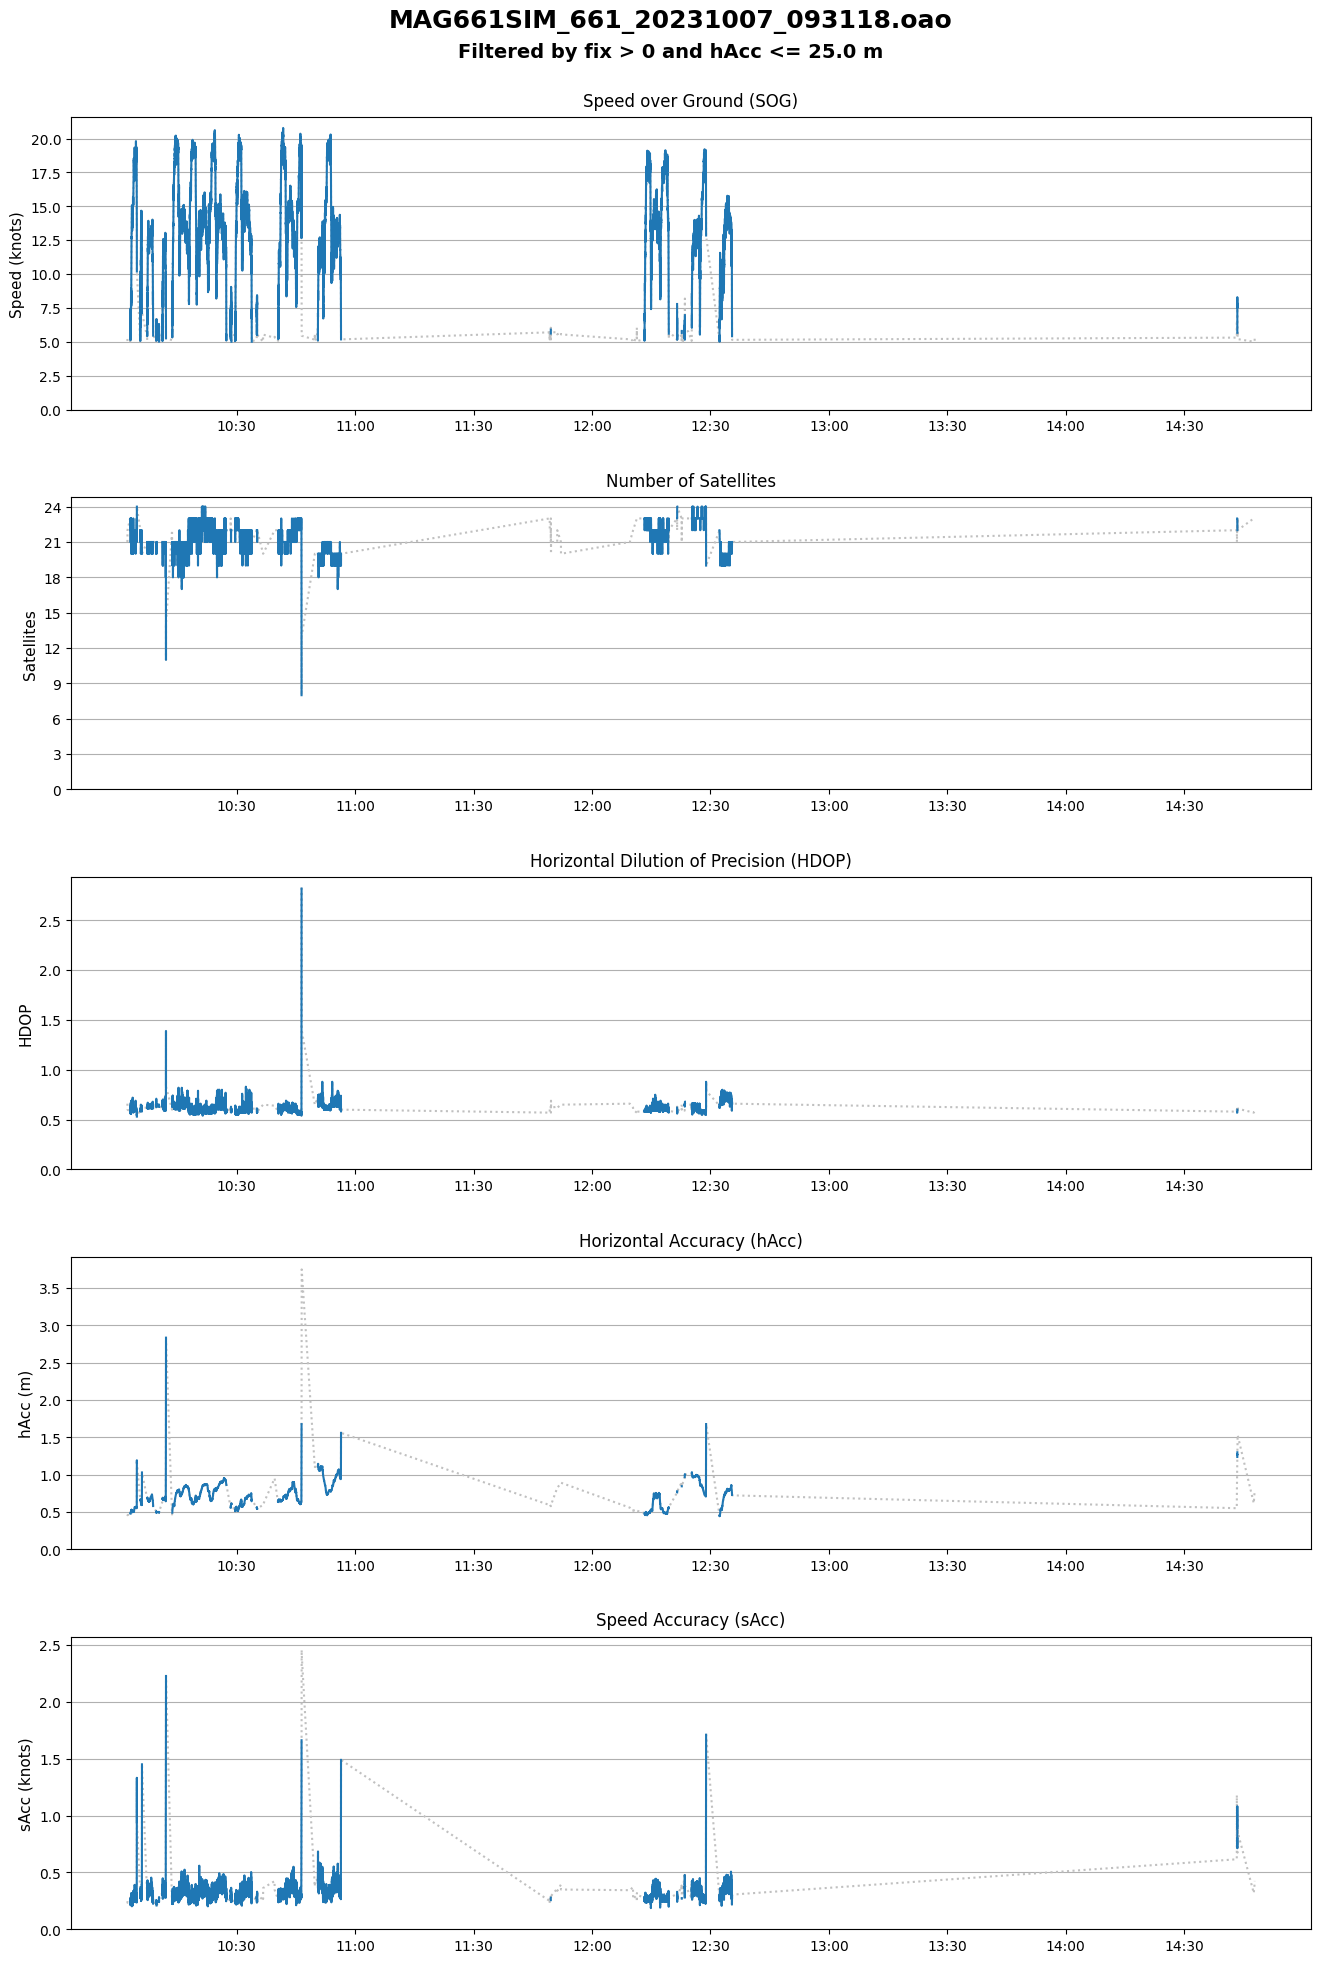 MAG661SIM_661_20231007_093118.oao
Filtered by fix > 0 and hAcc <= 25.0 m
Speed over Ground (SOG)
Speed (knots)
20.0
17.5
15.0
12.5
10.0
7.5
5.0
2.5
0.0
10:30 11:00 11:30 12:00 12:30 13:00 13:30 14:00 14:30
Number of Satellites
Satellites
24
21
18
15
12
9
6
3
0
10:30 11:00 11:30 12:00 12:30 13:00 13:30 14:00 14:30
Horizontal Dilution of Precision (HDOP)
HDOP
2.5
2.0
1.5
1.0
0.5
0.0
10:30 11:00 11:30 12:00 12:30 13:00 13:30 14:00 14:30
Horizontal Accuracy (hAcc)
hAcc (m)
3.5
3.0
2.5
2.0
1.5
1.0
0.5
0.0
10:30 11:00 11:30 12:00 12:30 13:00 13:30 14:00 14:30
Speed Accuracy (sAcc)
sAcc (knots)
2.5
2.0
1.5
1.0
0.5
0.0
10:30 11:00 11:30 12:00 12:30 13:00 13:30 14:00 14:30